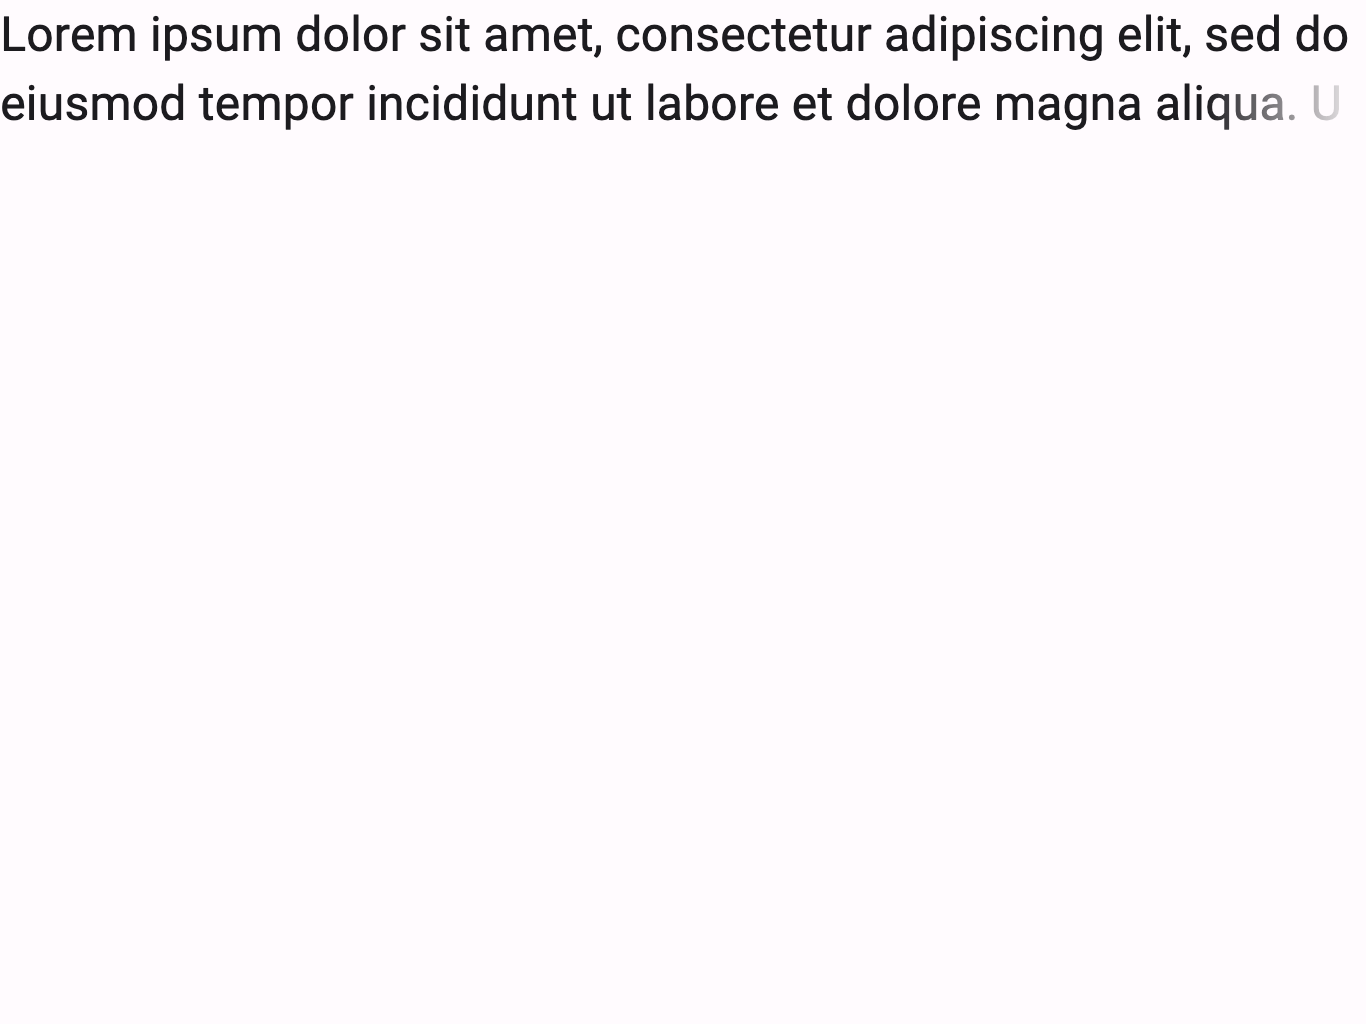 Lorem ipsum dolor sit amet, consectetur adipiscing elit, sed do
eiusmod tempor incididunt ut labore et dolore magna aliqua. U